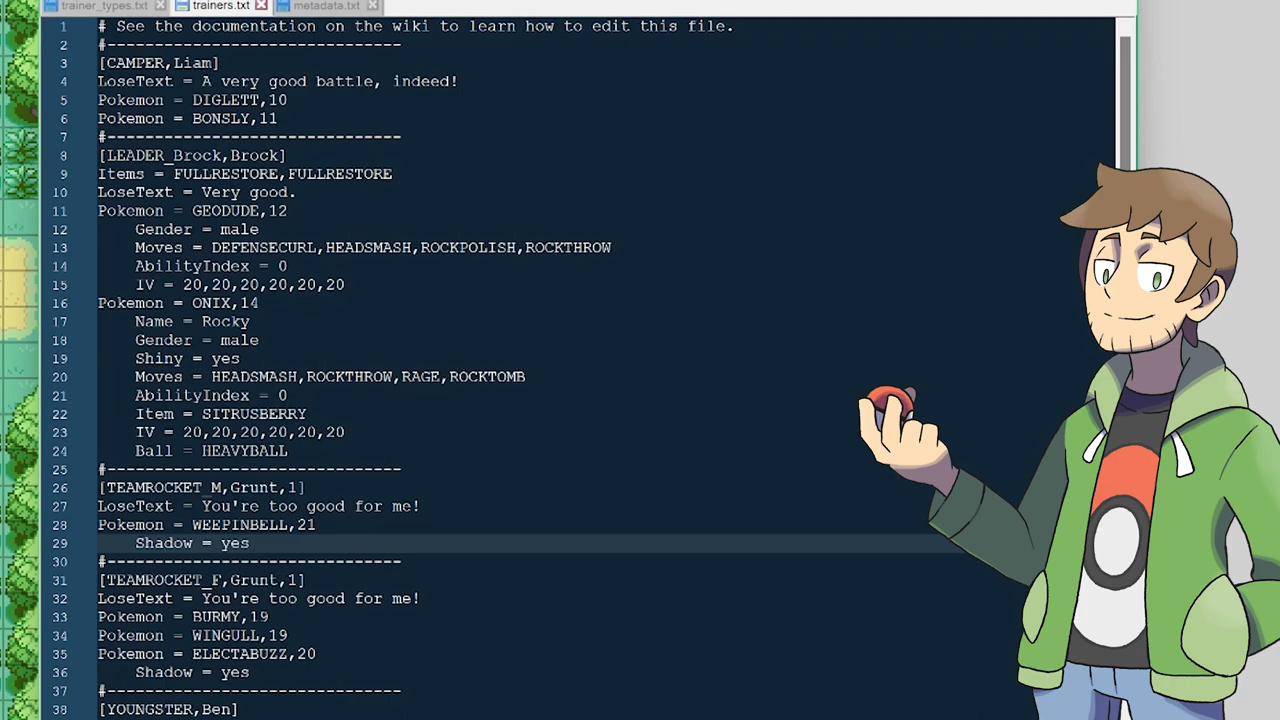 trainer_types.txt trainers.txt metadata.txt
1 # See the documentation on the wiki to learn how to edit this file.
2 #-------------------------------
3 [CAMPER,Liam]
4 LoseText = A very good battle, indeed!
5 Pokemon = DIGLETT,10
6 Pokemon = BONSLY,11
7 #-------------------------------
8 [LEADER_Brock,Brock]
9 Items = FULLRESTORE,FULLRESTORE
10 LoseText = Very good.
11 Pokemon = GEODUDE,12
12 Gender = male
13 Moves = DEFENSECURL,HEADSMASH,ROCKPOLISH,ROCKTHROW
14 AbilityIndex = 0
15 IV = 20,20,20,20,20,20
16 Pokemon = ONIX,14
17 Name = Rocky
18 Gender = male
19 Shiny = yes
20 Moves = HEADSMASH,ROCKTHROW,RAGE,ROCKTOMB
21 AbilityIndex = 0
22 Item = SITRUSBERRY
23 IV = 20,20,20,20,20,20
24 Ball = HEAVYBALL
25 #-------------------------------
26 [TEAMROCKET_M,Grunt,1]
27 LoseText = You're too good for me!
28 Pokemon = WEEPINBELL,21
29 Shadow = yes
30 #-------------------------------
31 [TEAMROCKET_F,Grunt,1]
32 LoseText = You're too good for me!
33 Pokemon = BURMY,19
34 Pokemon = WINGULL,19
35 Pokemon = ELECTABUZZ,20
36 Shadow = yes
37 #-------------------------------
38 [YOUNGSTER,Ben]